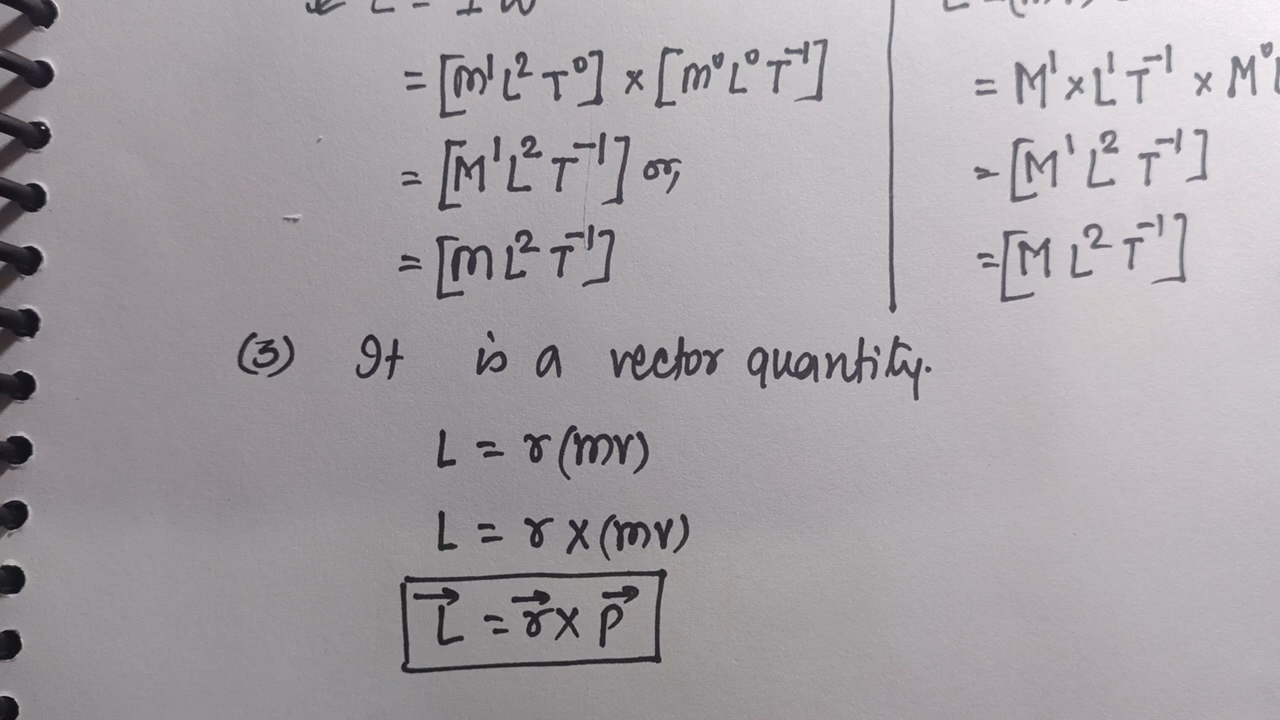 = [M¹L²T⁰] × [M⁰L⁰T⁻¹]
= [M¹L²T⁻¹] or,
= [ML²T⁻¹]
= M¹×L¹T⁻¹ × M⁰
= [M¹L²T⁻¹]
= [ML²T⁻¹]
(3) It is a vector quantity.
L = r(mv)
L = r×(mv)
L⃗ = r⃗× P⃗